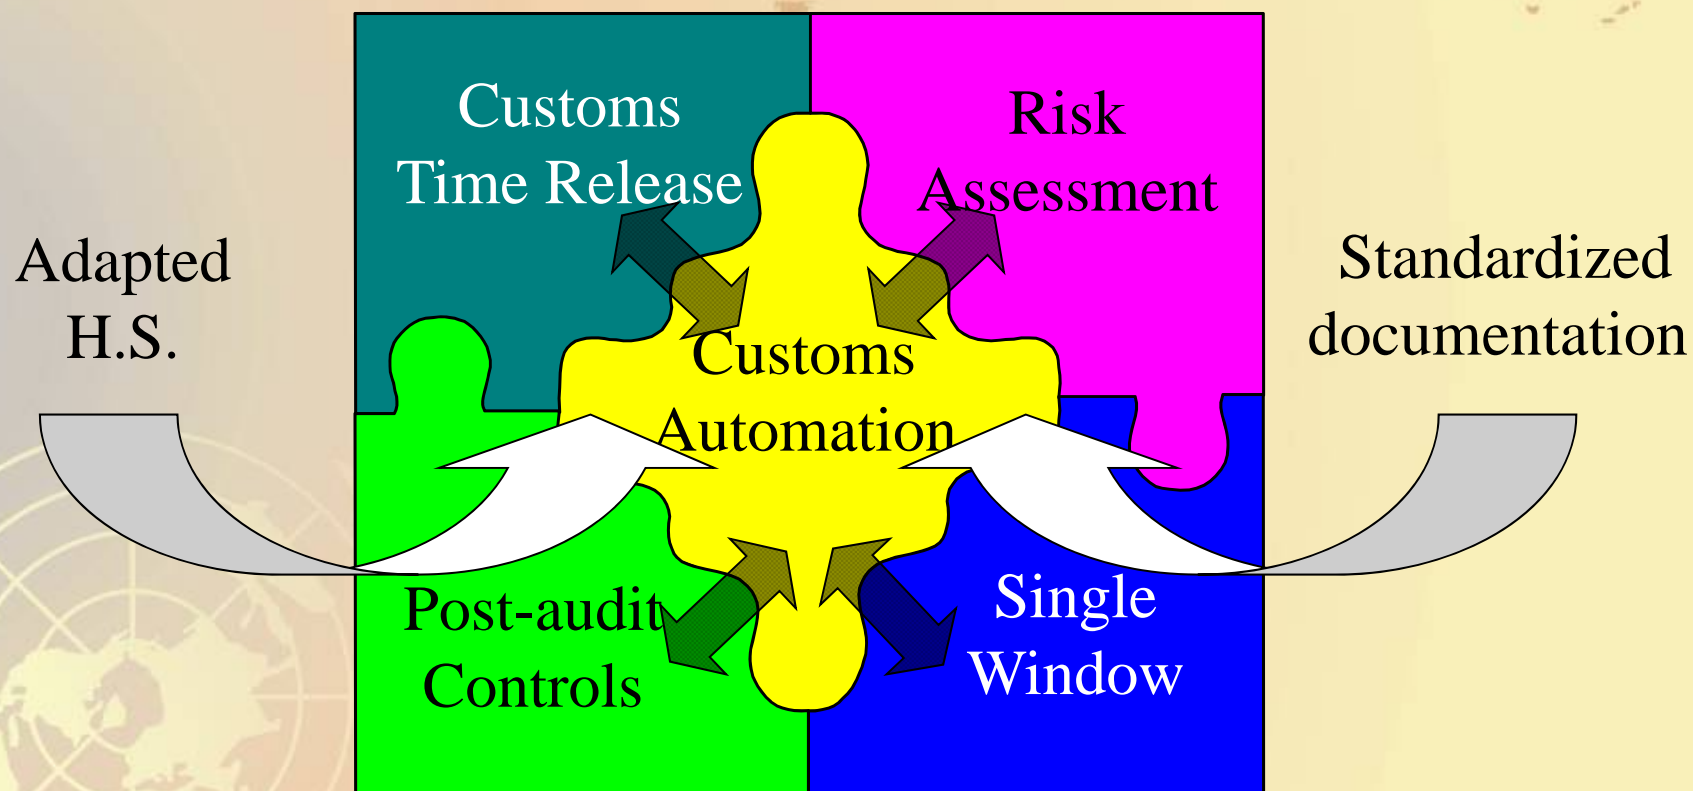 Customs
Time Release
Risk
Assessment
Adapted
H.S.
Standardized
documentation
Customs
Automation
Post-audit
Controls
Single
Window